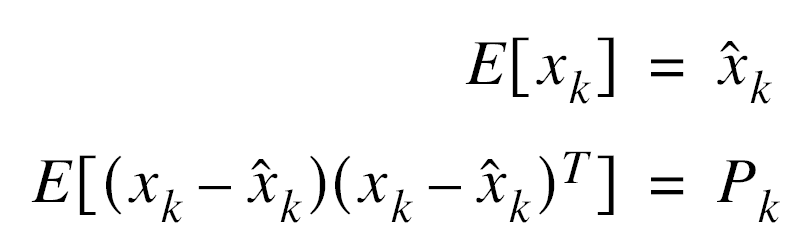 E[x_k] = x̂_k
E[(x_k − x̂_k)(x_k − x̂_k)^T] = P_k